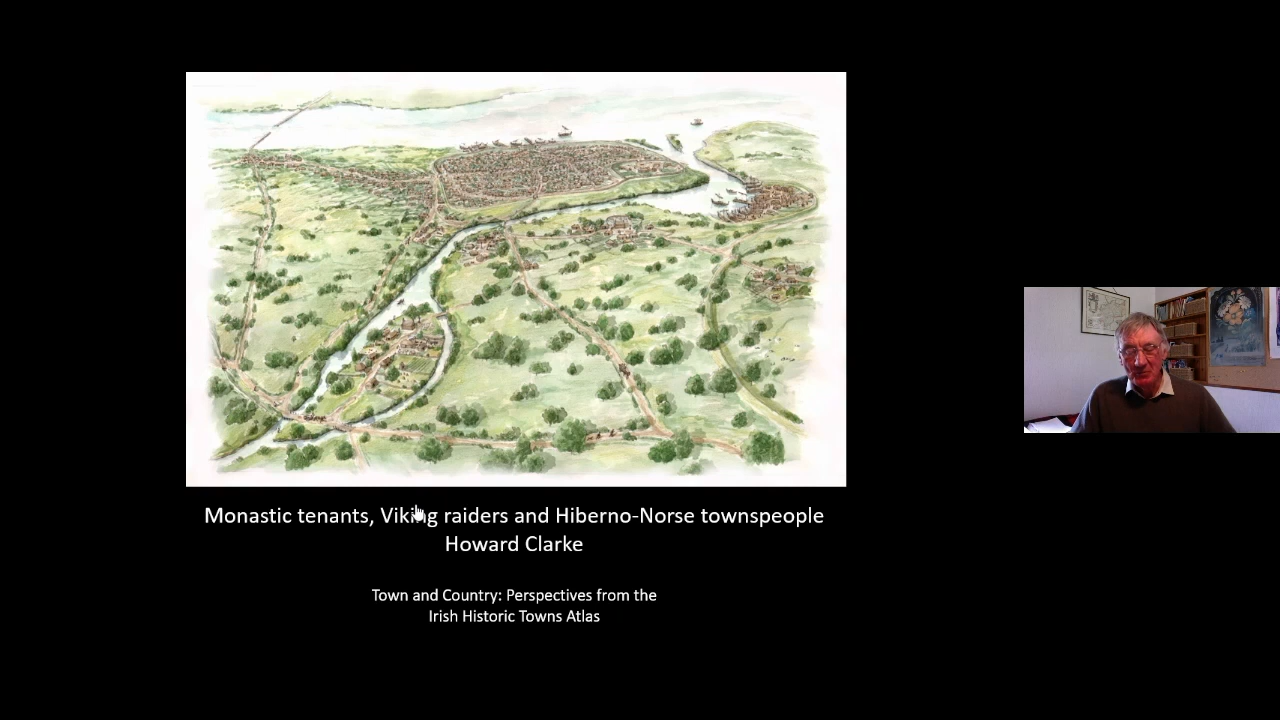 Monastic tenants, Viking raiders and Hiberno-Norse townspeople
Howard Clarke
Town and Country: Perspectives from the
Irish Historic Towns Atlas